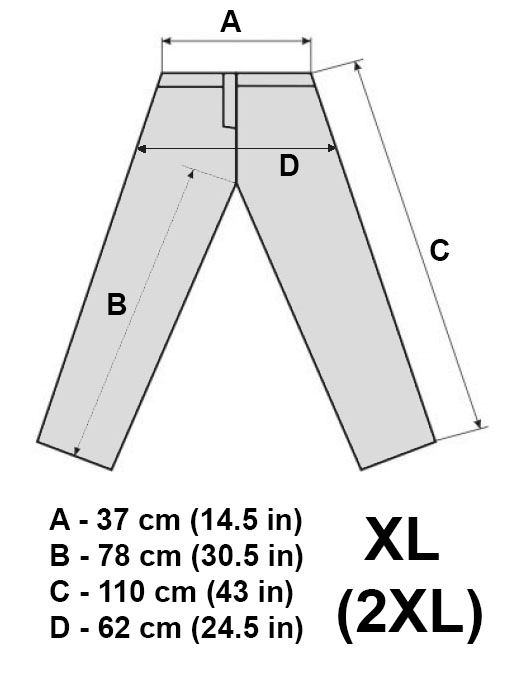 A
D
C
B
A - 37 cm (14.5 in)
B - 78 cm (30.5 in)
C - 110 cm (43 in)
D - 62 cm (24.5 in)
XL
(2XL)